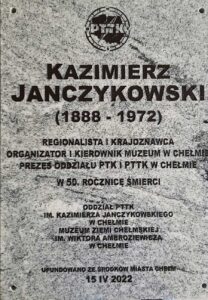 PTTK
KAZIMIERZ
JANCZYKOWSKI
(1888 - 1972)
REGIONALISTA I KRAJOZNAWCA
ORGANIZATOR I KIEROWNIK MUZEUM W CHEŁMIE
PREZES ODDZIAŁU PTK I PTTK W CHEŁMIE
W 50. ROCZNICĘ ŚMIERCI
ODDZIAŁ PTTK
IM. KAZIMIERZA JANCZYKOWSKIEGO
W CHEŁMIE
MUZEUM ZIEMI CHEŁMSKIEJ
IM. WIKTORA AMBROZIEWICZA
W CHEŁMIE
UFUNDOWANO ZE ŚRODKÓW MIASTA CHEŁM
15 IV 2022